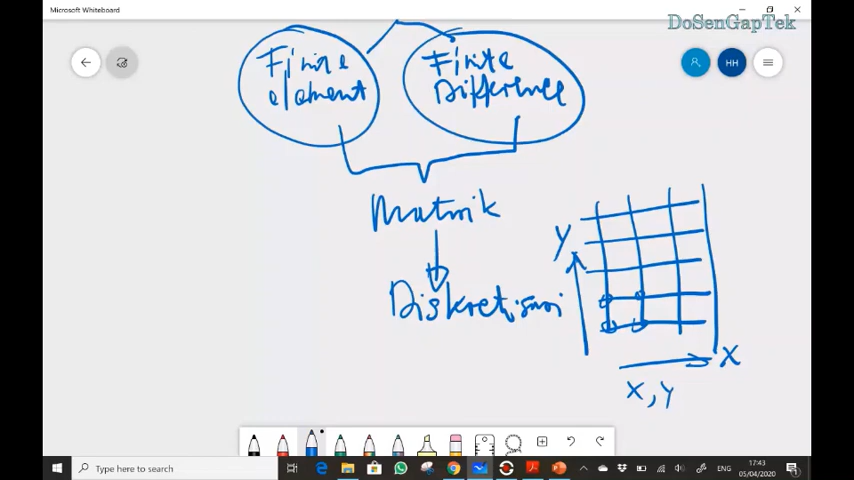 Microsoft Whiteboard
DoSenGapTek
HH
Finite
element
Finite
Difference
Matrik
Diskretisasi
Y
X
X, Y
Type here to search
ENG
17:43
05/04/2020